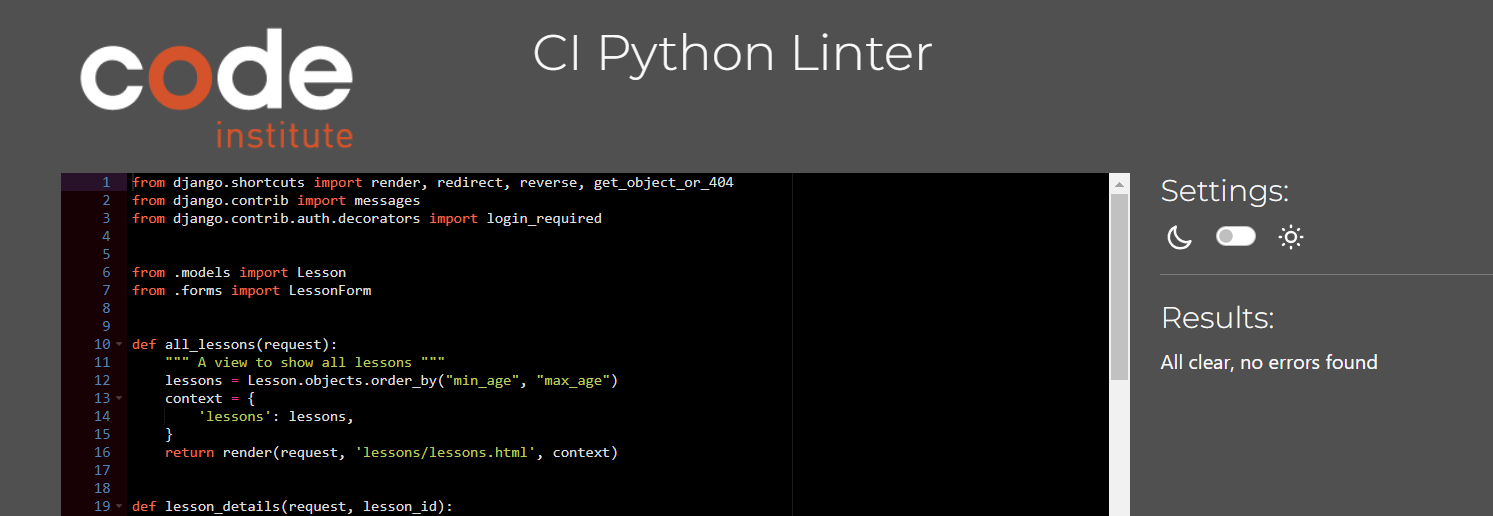 code
institute
CI Python Linter
1 from django.shortcuts import render, redirect, reverse, get_object_or_404
2 from django.contrib import messages
3 from django.contrib.auth.decorators import login_required
4
5
6 from .models import Lesson
7 from .forms import LessonForm
8
9
10 def all_lessons(request):
11     """ A view to show all lessons """
12     lessons = Lesson.objects.order_by("min_age", "max_age")
13     context = {
14         'lessons': lessons,
15     }
16     return render(request, 'lessons/lessons.html', context)
17
18
19 def lesson_details(request, lesson_id):
Settings:
Results:
All clear, no errors found